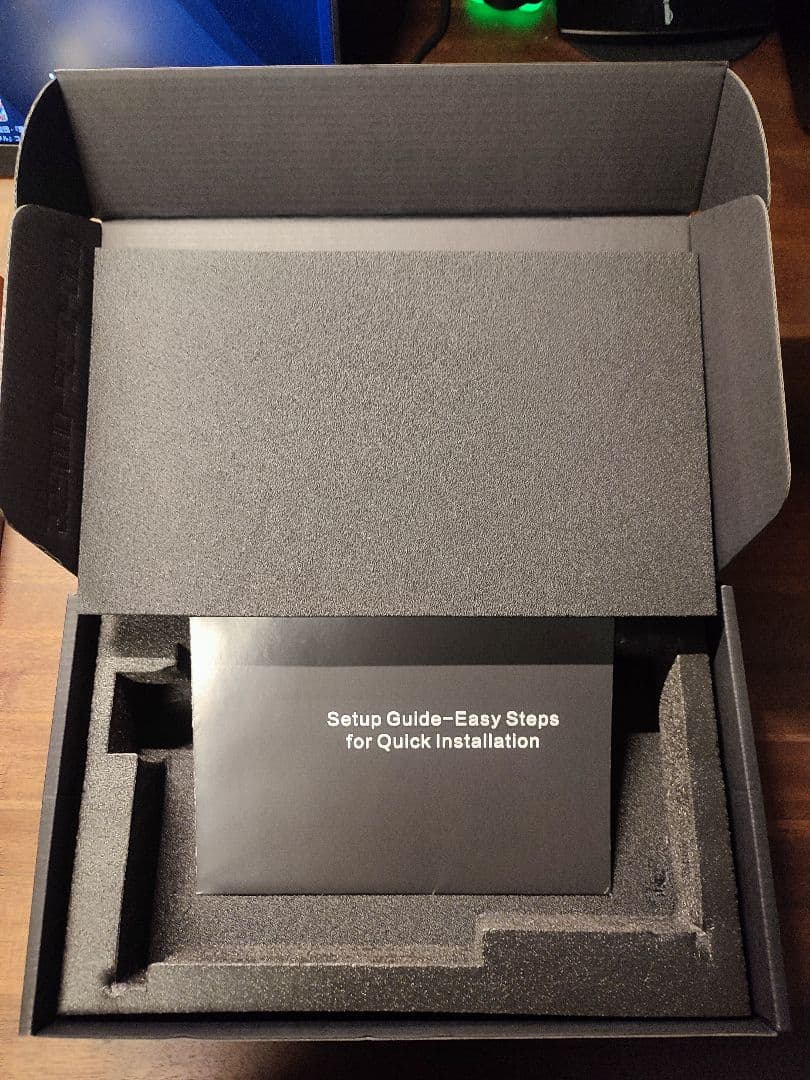 Setup Guide-Easy Steps
for Quick Installation